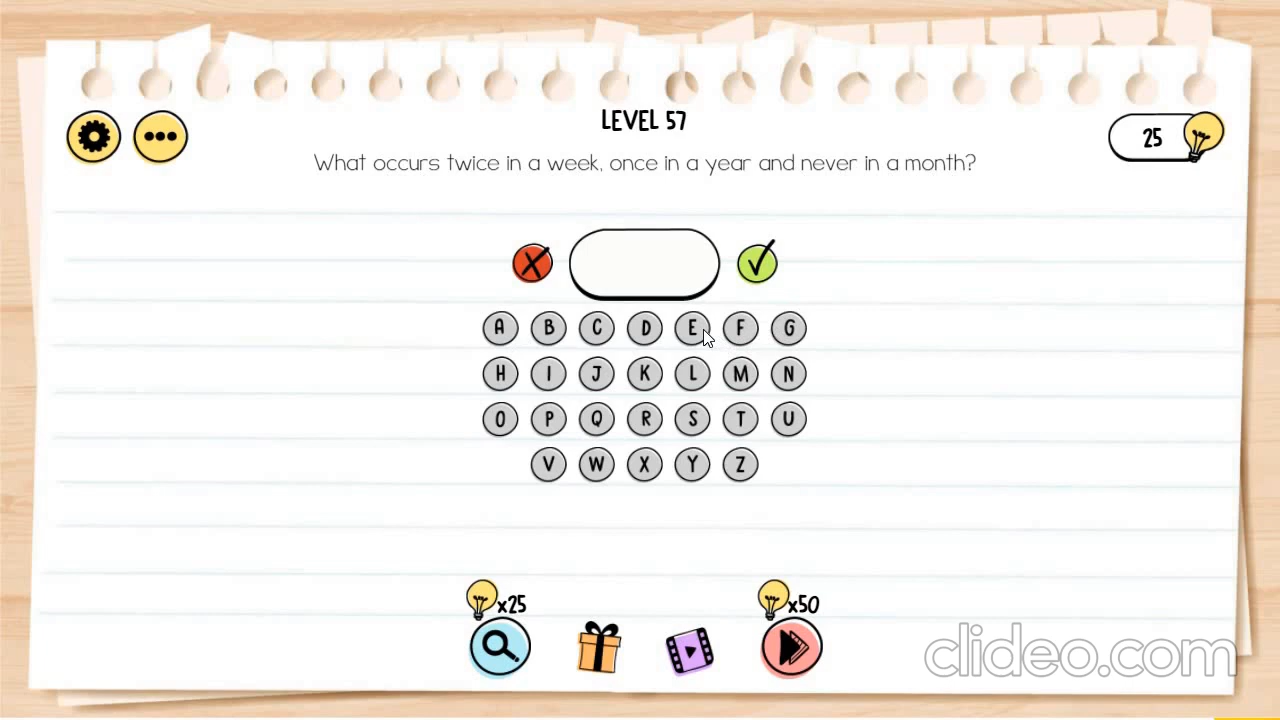 LEVEL 57
25
What occurs twice in a week, once in a year and never in a month?
A B C D E F G
H I J K L M N
O P Q R S T U
V W X Y Z
x25
x50
clideo.com